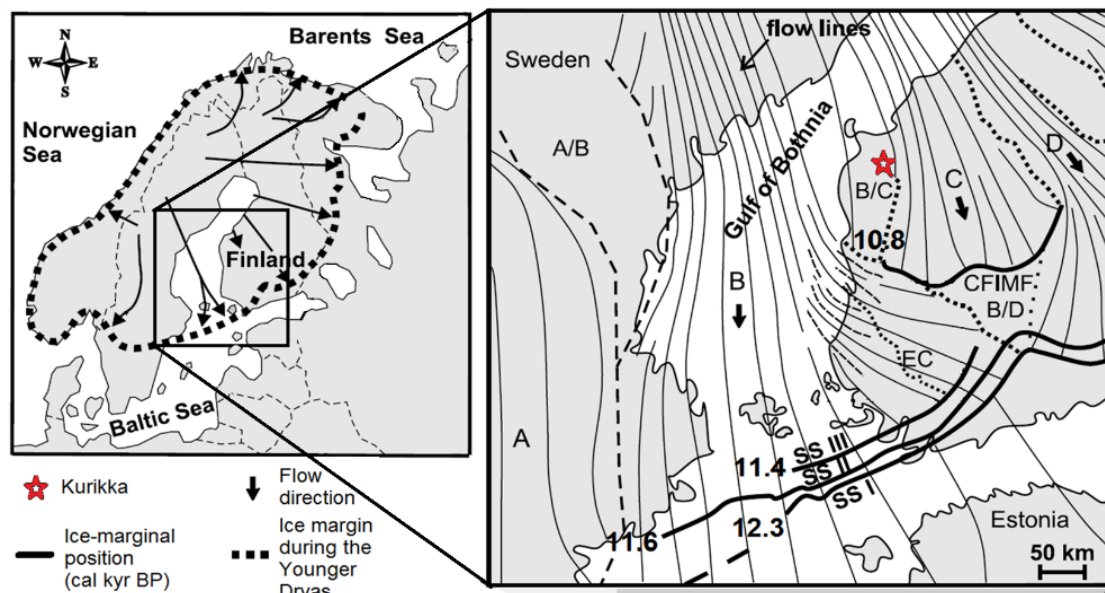 N
W E
S
Barents Sea
Norwegian
Sea
Finland
Baltic Sea
Kurikka
Flow
direction
Ice-marginal
position
(cal kyr BP)
Ice margin
during the
Younger
Dryas
flow lines
Sweden
A/B
Gulf of Bothnia
D
C
B/C
10.8
B
CFIMF
B/D
EC
A
11.4
SS III
SS II
SS I
12.3
11.6
Estonia
50 km